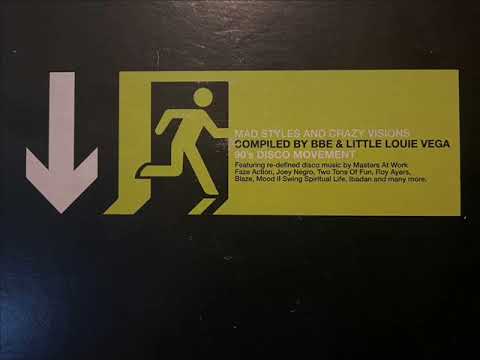 MAD STYLES AND CRAZY VISIONS
COMPILED BY BBE & LITTLE LOUIE VEGA
90's DISCO MOVEMENT
Featuring re-defined disco music by Masters At Work
Faze Action, Joey Negro, Two Tons Of Fun, Roy Ayers,
Blaze, Mood II Swing Spiritual Life, Ibadan and many more.